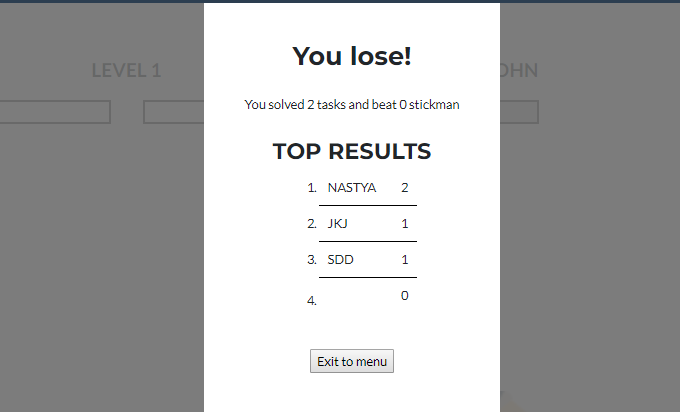 You lose!
LEVEL 1
OHN
You solved 2 tasks and beat 0 stickman
TOP RESULTS
1. NASTYA 2
2. JKJ 1
3. SDD 1
4. 0
Exit to menu